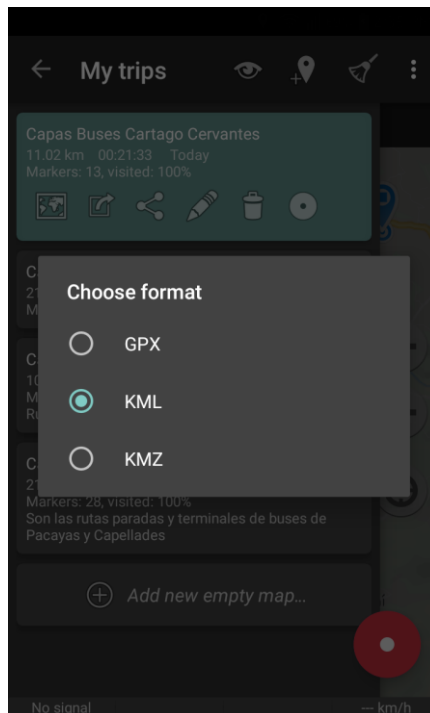 My trips
Capas Buses Cartago Cervantes
11.02 km 00:21:33 Today
Markers: 13, visited: 100%
Choose format
GPX
KML
KMZ
Markers: 28, visited: 100%
Son las rutas paradas y terminales de buses de
Pacayas y Capellades
Add new empty map...
No signal
--- km/h